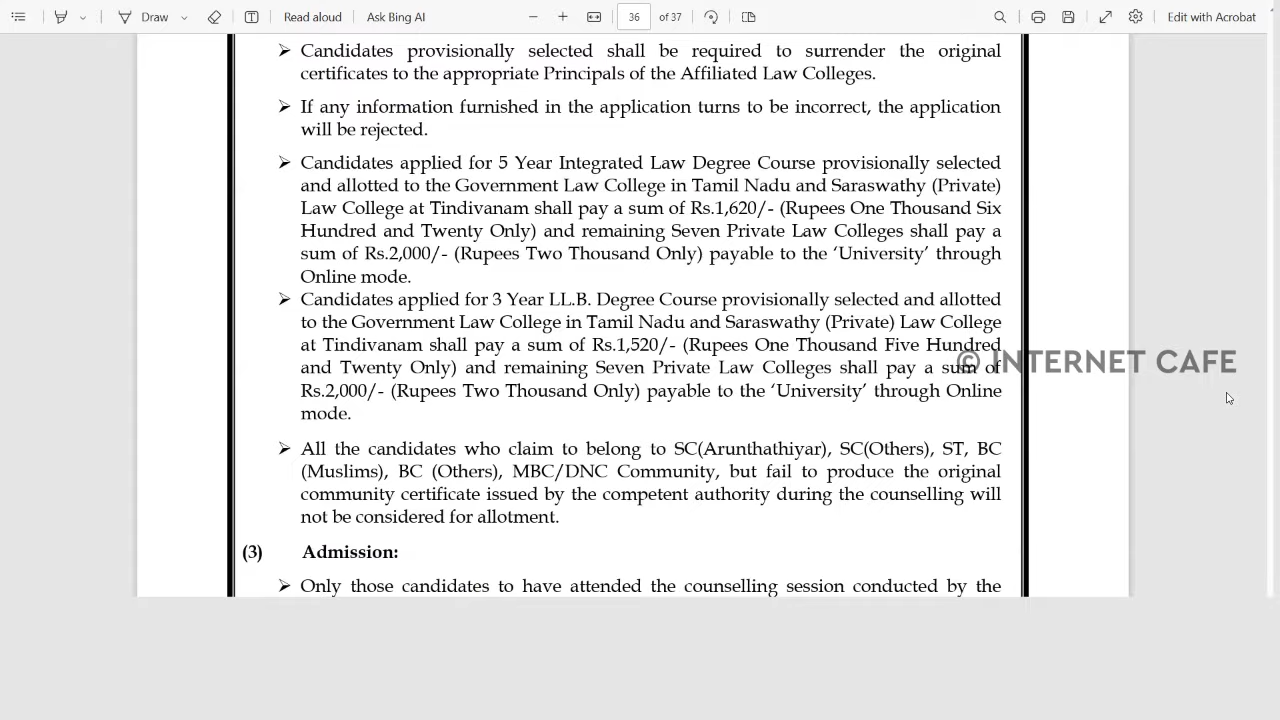 Draw
Read aloud
Ask Bing AI
36
of 37
Edit with Acrobat
➢ Candidates provisionally selected shall be required to surrender the original
certificates to the appropriate Principals of the Affiliated Law Colleges.
➢ If any information furnished in the application turns to be incorrect, the application
will be rejected.
➢ Candidates applied for 5 Year Integrated Law Degree Course provisionally selected
and allotted to the Government Law College in Tamil Nadu and Saraswathy (Private)
Law College at Tindivanam shall pay a sum of Rs.1,620/- (Rupees One Thousand Six
Hundred and Twenty Only) and remaining Seven Private Law Colleges shall pay a
sum of Rs.2,000/- (Rupees Two Thousand Only) payable to the ‘University’ through
Online mode.
➢ Candidates applied for 3 Year LL.B. Degree Course provisionally selected and allotted
to the Government Law College in Tamil Nadu and Saraswathy (Private) Law College
at Tindivanam shall pay a sum of Rs.1,520/- (Rupees One Thousand Five Hundred
and Twenty Only) and remaining Seven Private Law Colleges shall pay a sum of
Rs.2,000/- (Rupees Two Thousand Only) payable to the ‘University’ through Online
mode.
© INTERNET CAFE
➢ All the candidates who claim to belong to SC(Arunthathiyar), SC(Others), ST, BC
(Muslims), BC (Others), MBC/DNC Community, but fail to produce the original
community certificate issued by the competent authority during the counselling will
not be considered for allotment.
(3) Admission:
➢ Only those candidates to have attended the counselling session conducted by the